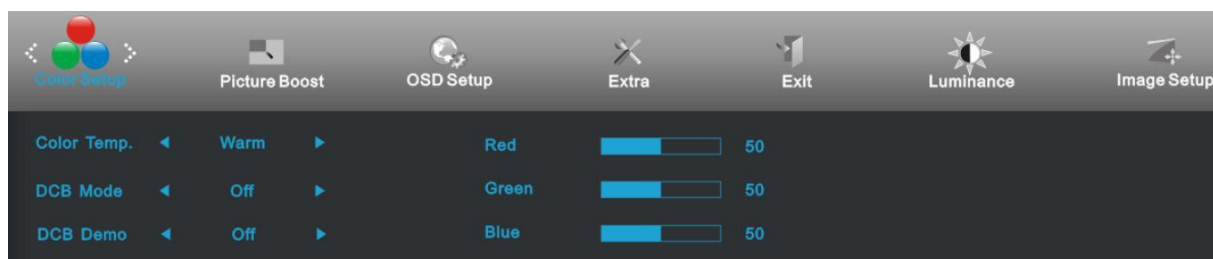 Color Setup
Picture Boost
OSD Setup
Extra
Exit
Luminance
Image Setup
Color Temp. Warm Red 50
DCB Mode Off Green 50
DCB Demo Off Blue 50